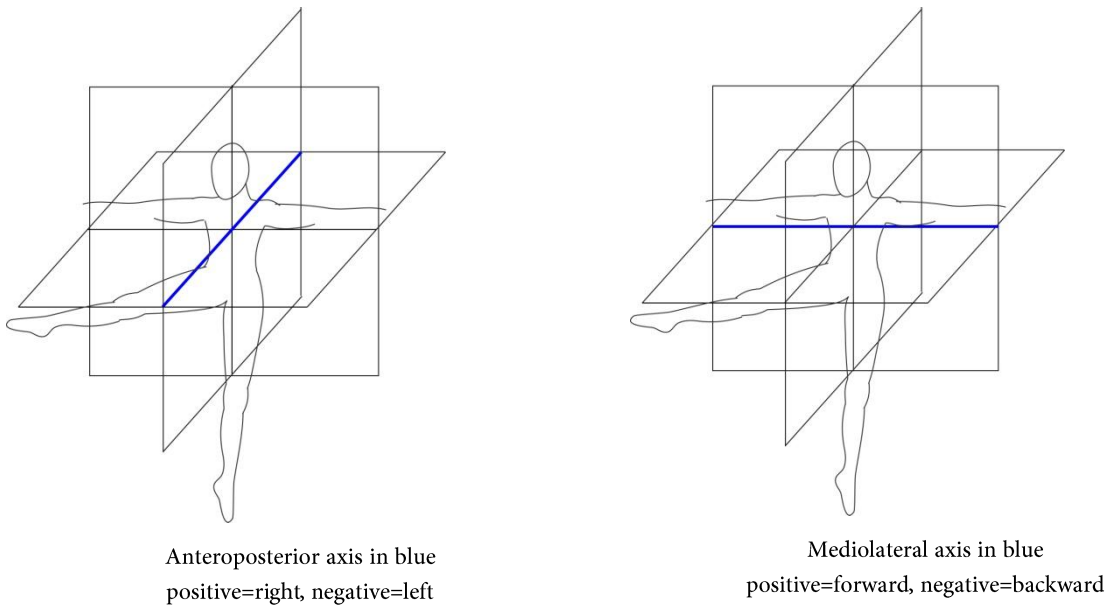 Anteroposterior axis in blue
positive=right, negative=left
Mediolateral axis in blue
positive=forward, negative=backward